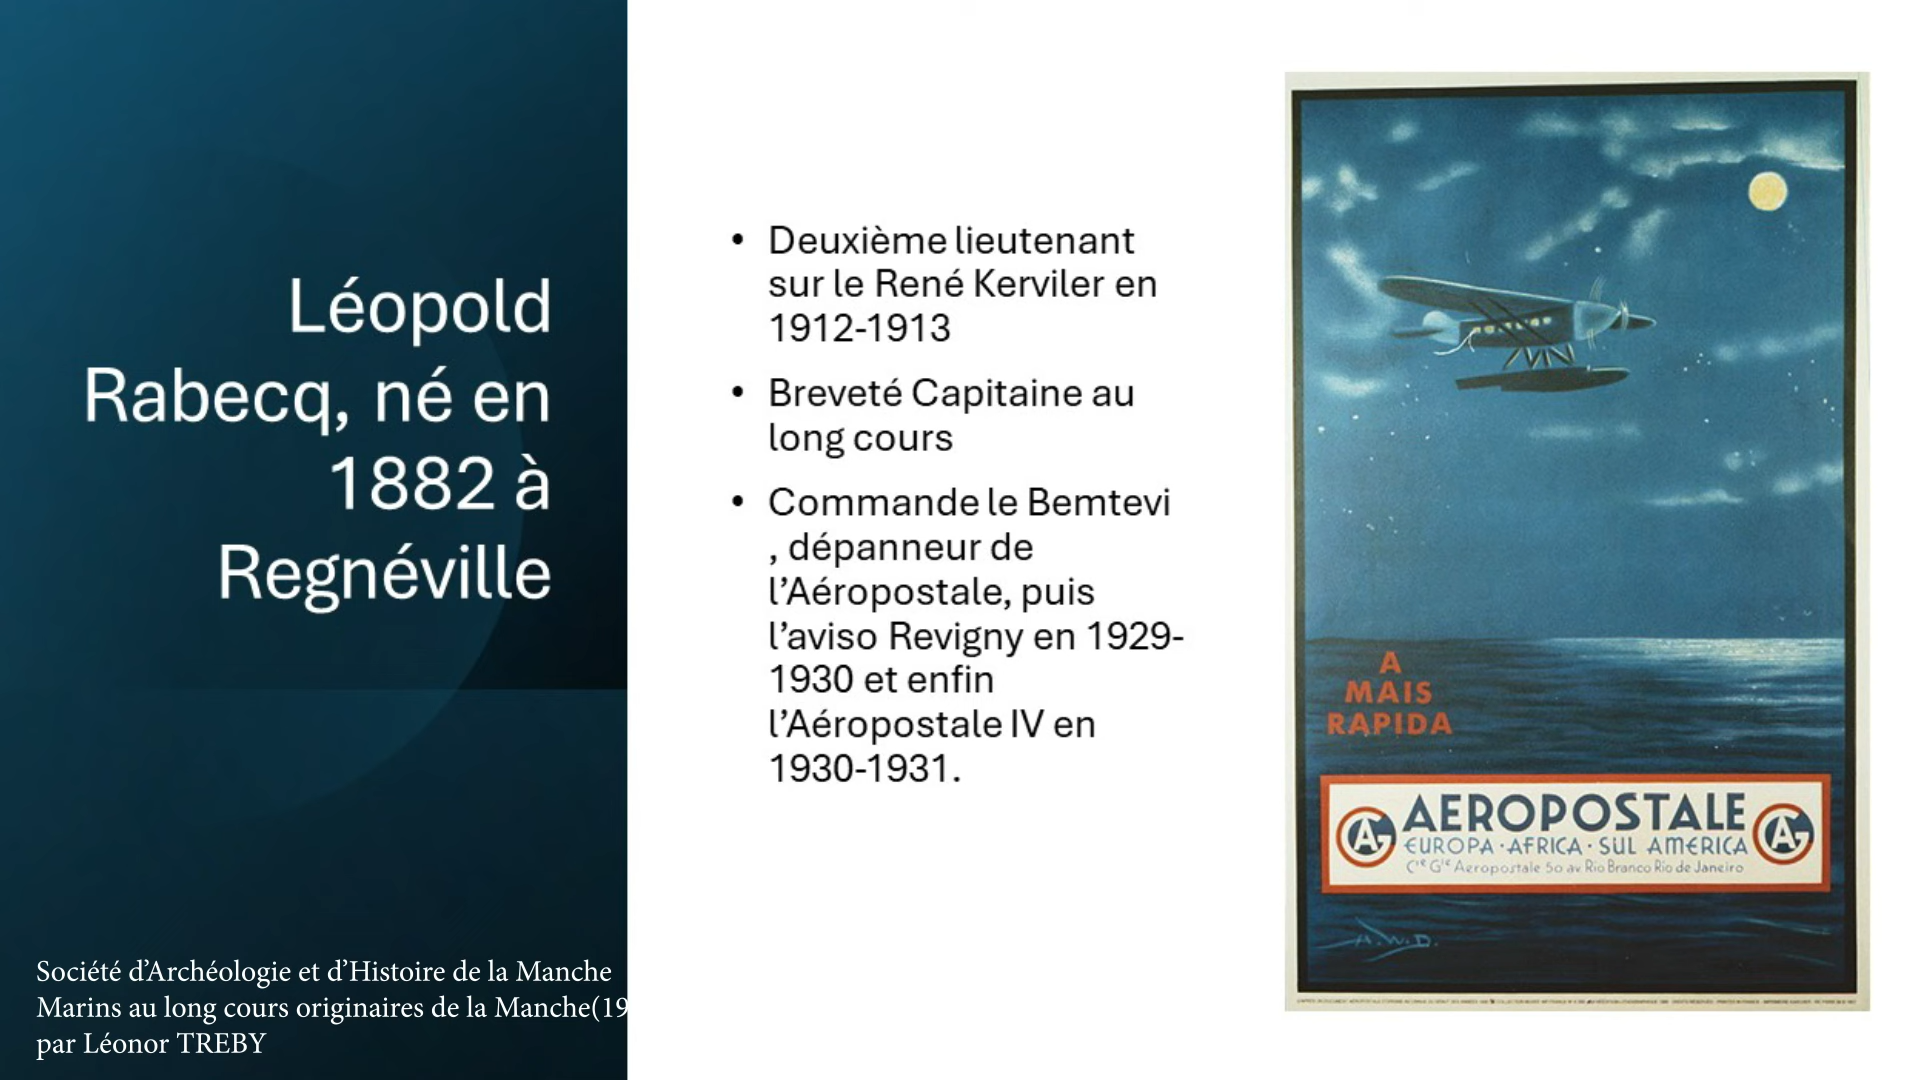 Léopold
Rabecq, né en
1882 à
Regnéville
• Deuxième lieutenant
sur le René Kerviler en
1912-1913
• Breveté Capitaine au
long cours
• Commande le Bemtevi
, dépanneur de
l’Aéropostale, puis
l’aviso Revigny en 1929-
1930 et enfin
l’Aéropostale IV en
1930-1931.
A
MAIS
RAPIDA
AEROPOSTALE
EUROPA · AFRICA · SUL AMERICA
Cie Gle Aeropostale 50 av. Rio Branco Rio de Janeiro
A.W.D.
Société d’Archéologie et d’Histoire de la Manche
Marins au long cours originaires de la Manche(19
par Léonor TREBY